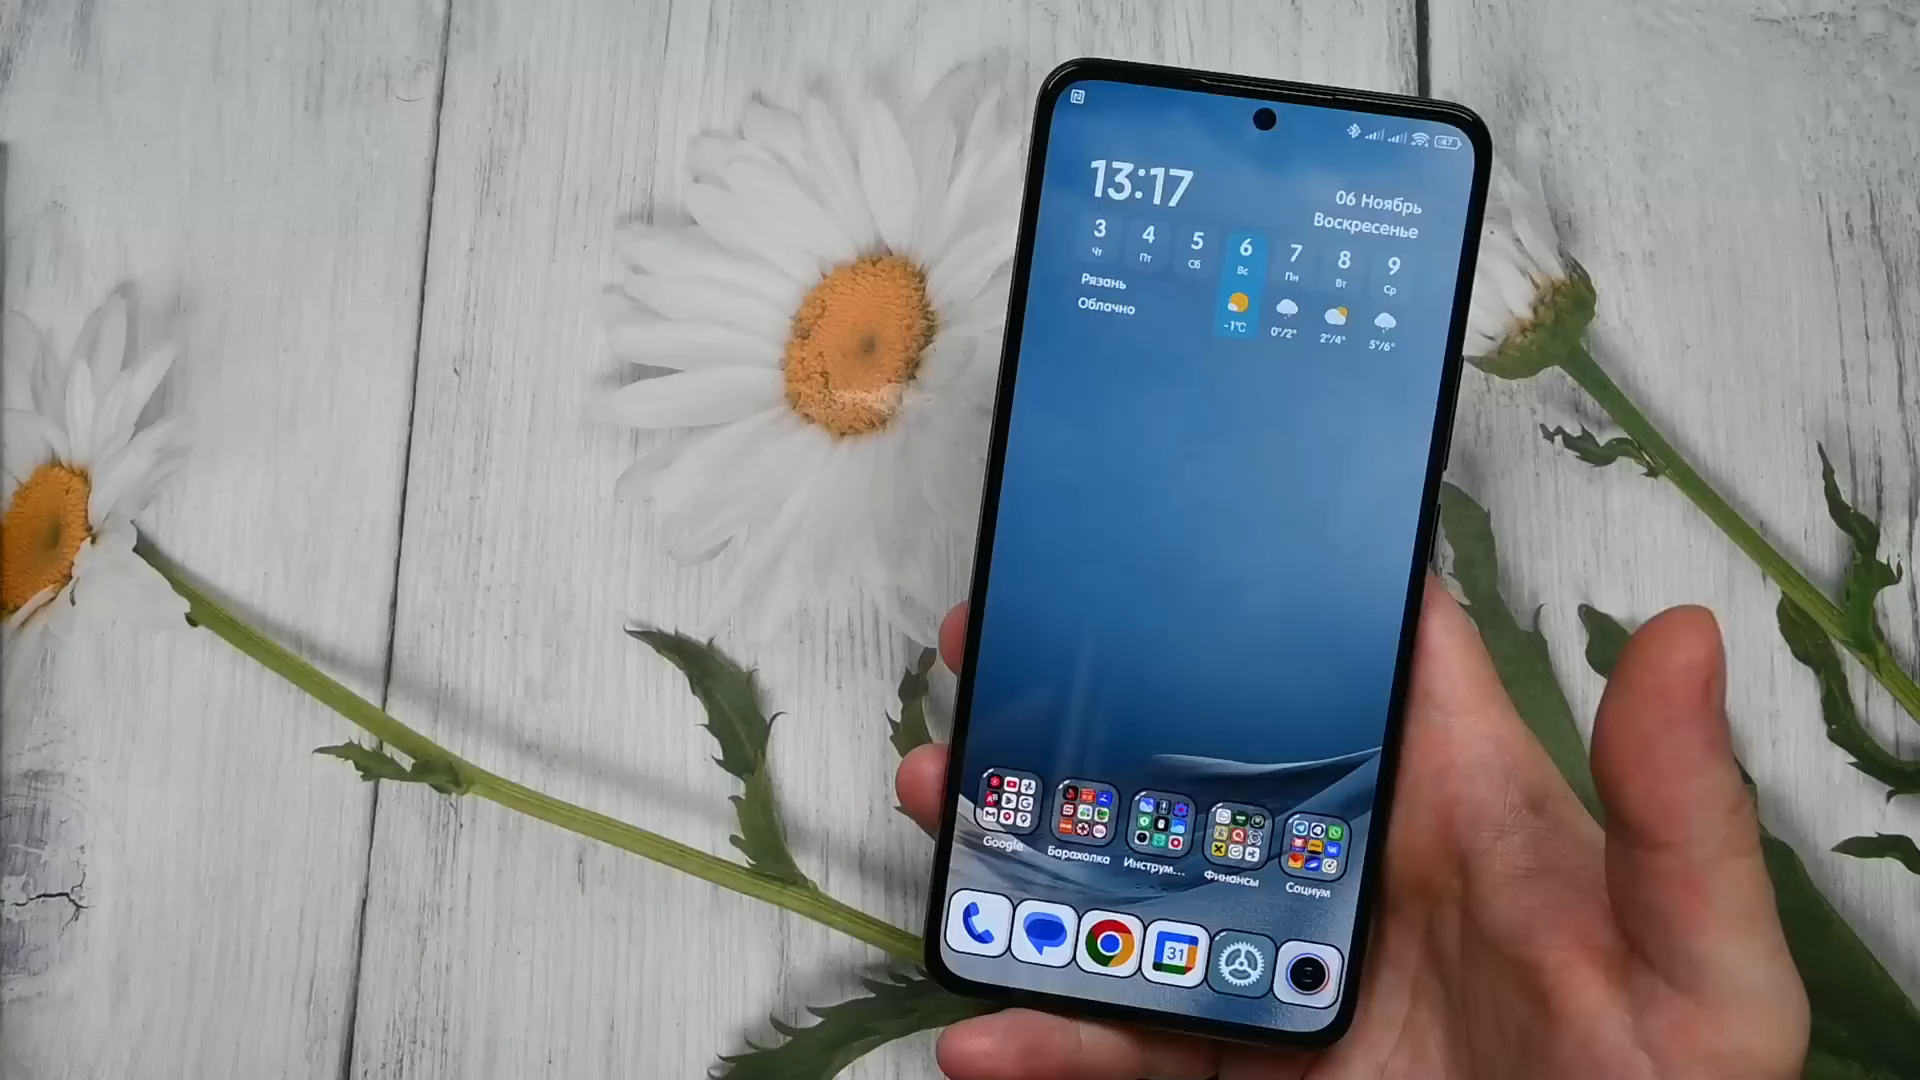 47
13:17
06 Ноябрь
Воскресенье
3 4 5 6 7 8 9
Чт Пт Сб Вс Пн Вт Ср
Рязань
Облачно
-1°C 0°/2° 2°/4° 5°/6°
Google Барахолка Инструм... Финансы Социум
31